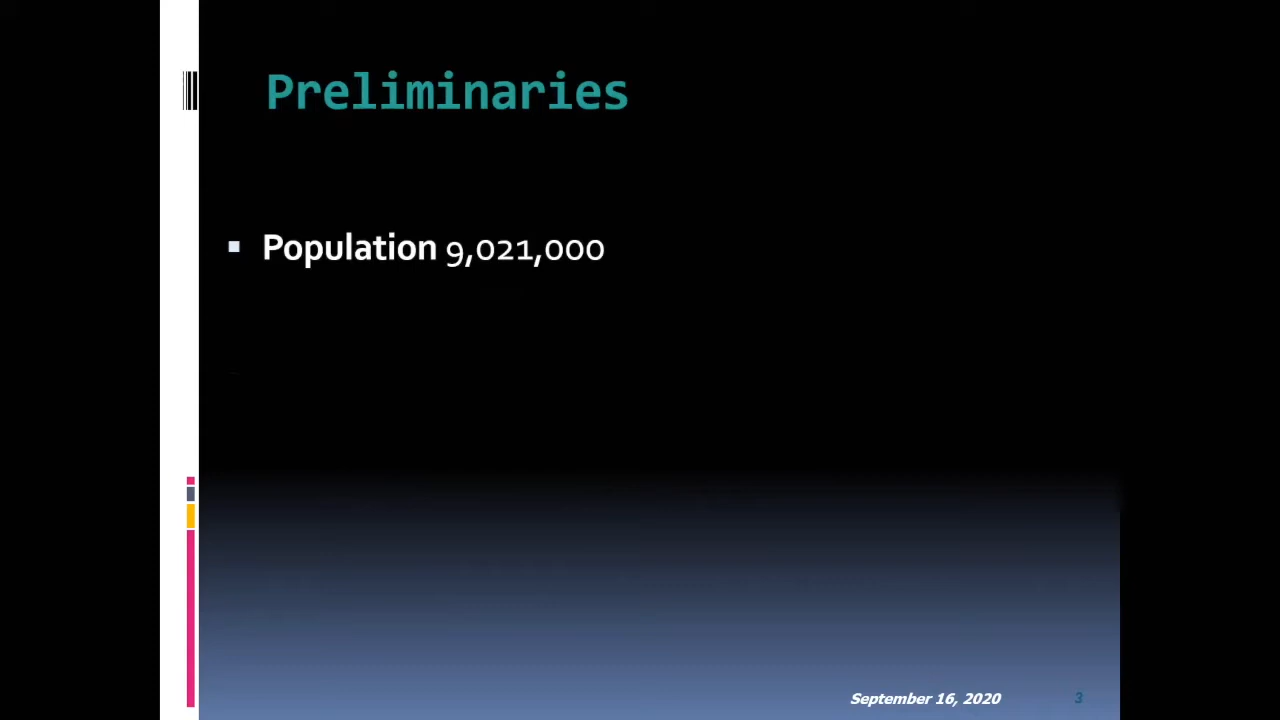 Preliminaries
▪ Population 9,021,000
September 16, 2020 3